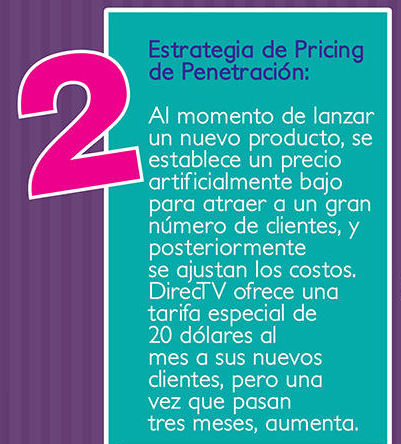 2
Estrategia de Pricing
de Penetración:
Al momento de lanzar
un nuevo producto, se
establece un precio
artificialmente bajo
para atraer a un gran
número de clientes, y
posteriormente
se ajustan los costos.
DirecTV ofrece una
tarifa especial de
20 dólares al
mes a sus nuevos
clientes, pero una
vez que pasan
tres meses, aumenta.